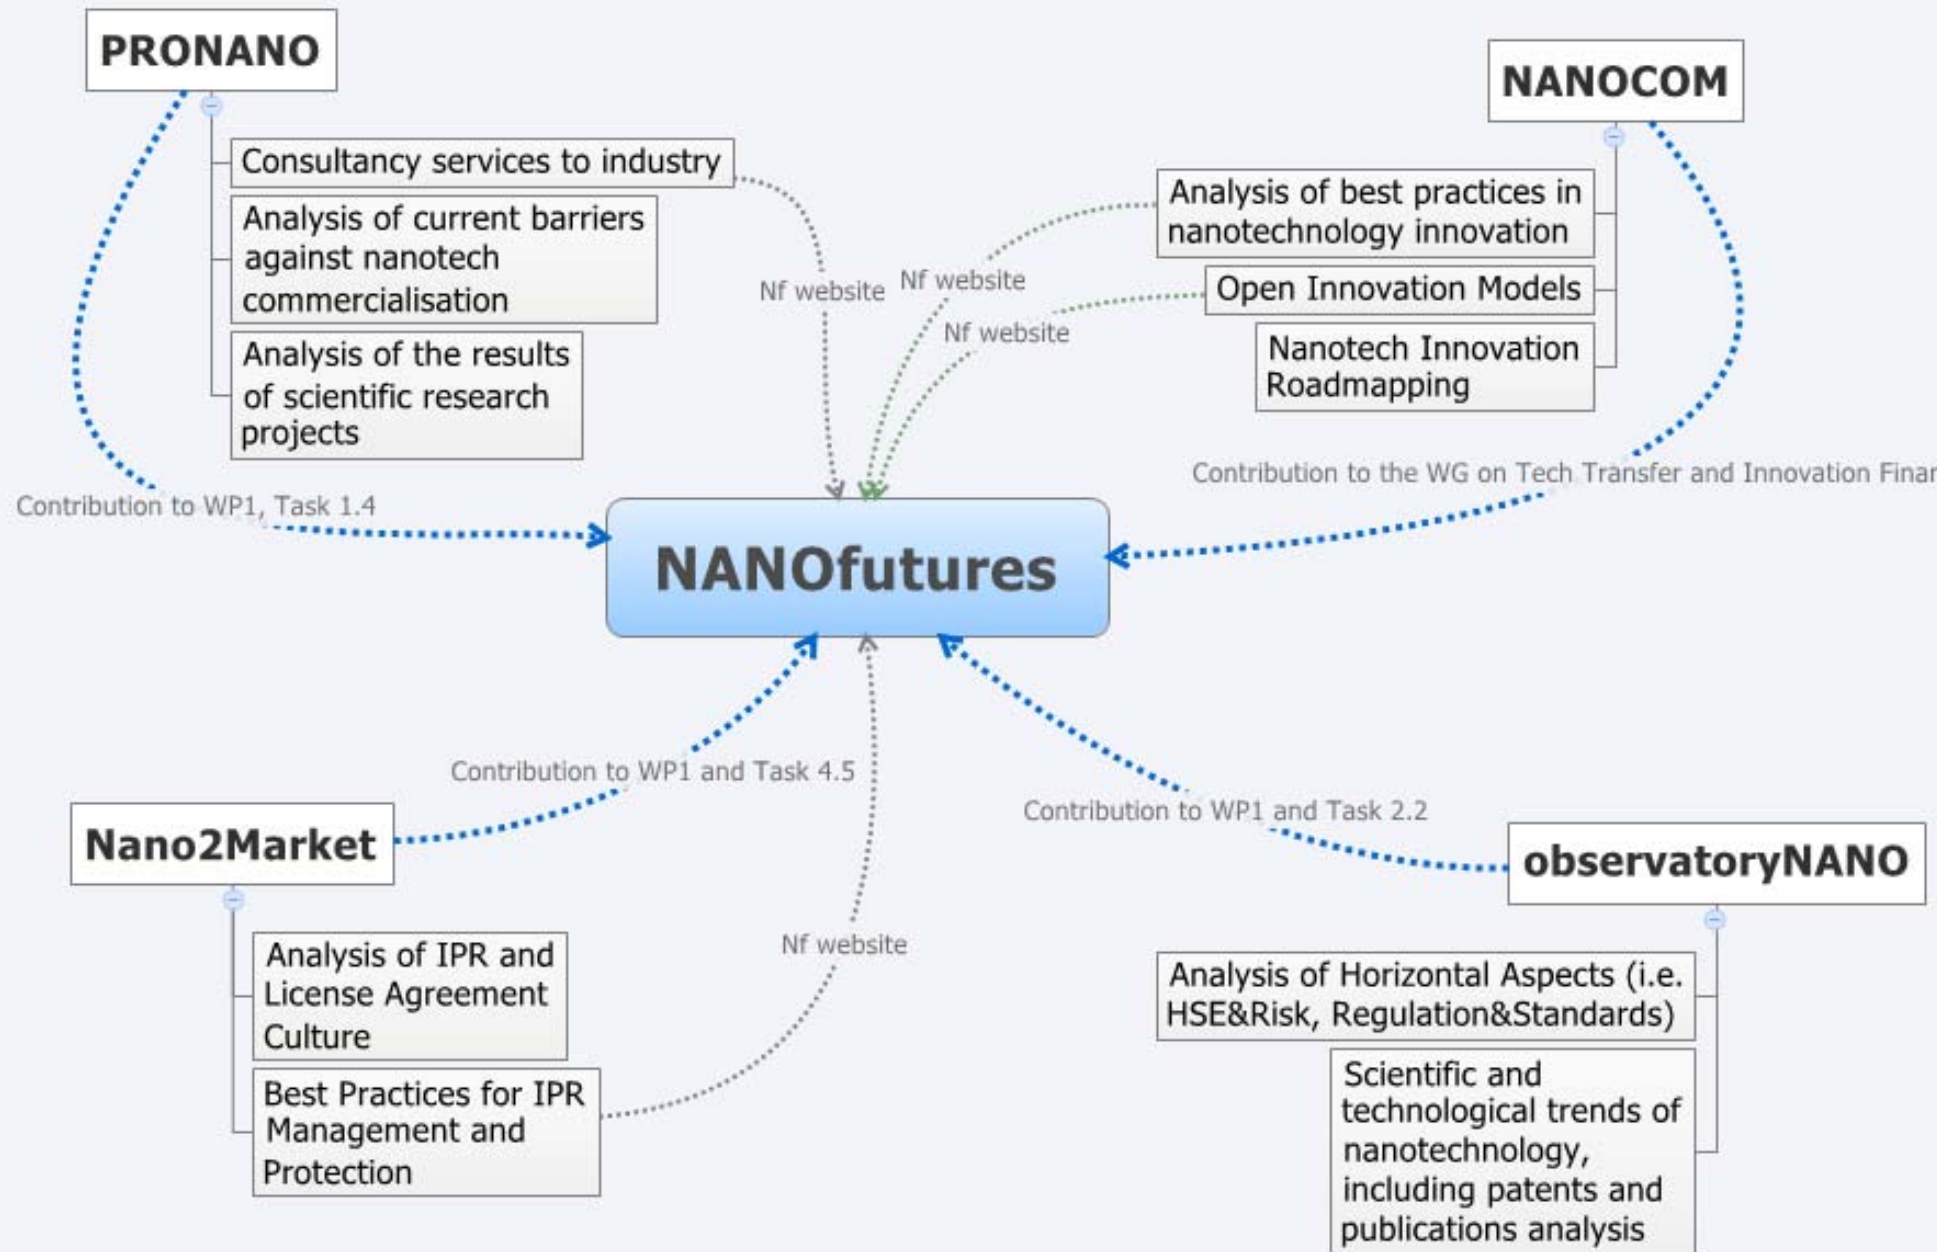 PRONANO
Consultancy services to industry
Analysis of current barriers
against nanotech
commercialisation
Analysis of the results
of scientific research
projects
Contribution to WP1, Task 1.4
NANOCOM
Analysis of best practices in
nanotechnology innovation
Open Innovation Models
Nanotech Innovation
Roadmapping
Nf website
Nf website
Nf website
Contribution to the WG on Tech Transfer and Innovation
NANOfutures
Contribution to WP1 and Task 4.5
Nano2Market
Analysis of IPR and
License Agreement
Culture
Best Practices for IPR
Management and
Protection
Nf website
Contribution to WP1 and Task 2.2
observatoryNANO
Analysis of Horizontal Aspects (i.e.
HSE&Risk, Regulation&Standards)
Scientific and
technological trends of
nanotechnology,
including patents and
publications analysis